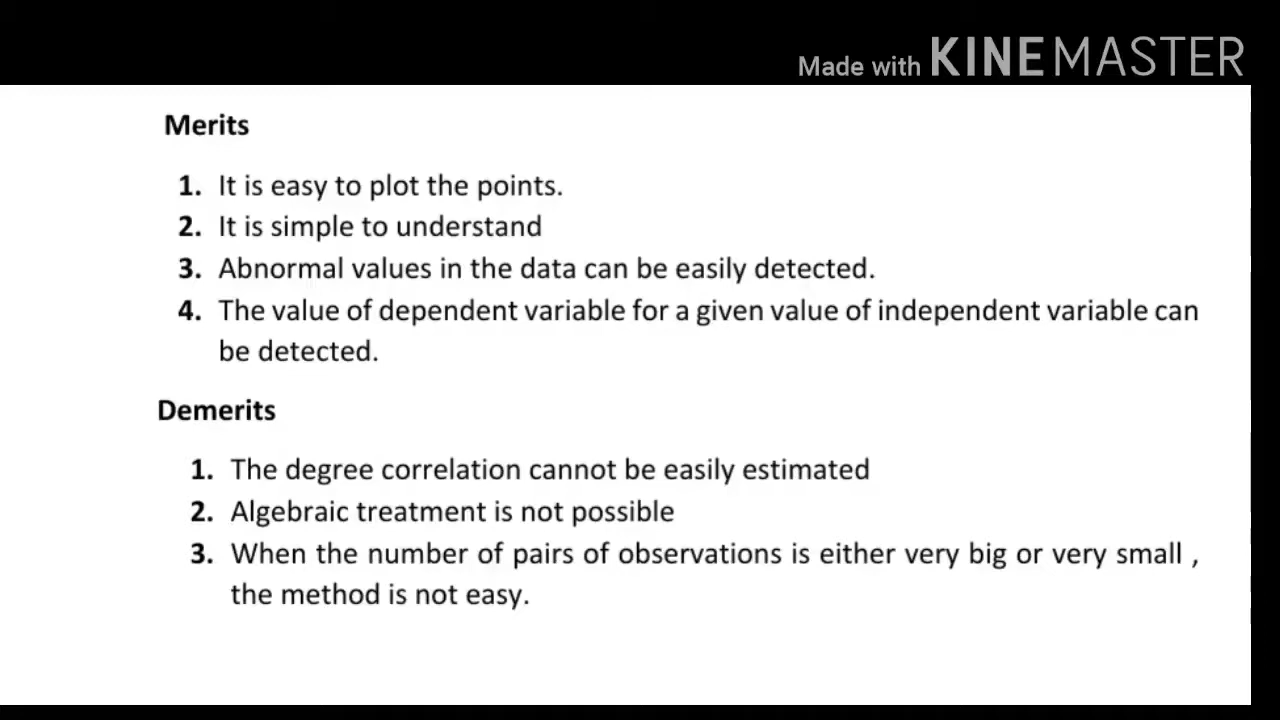 Made with KINEMASTER
Merits
1. It is easy to plot the points.
2. It is simple to understand
3. Abnormal values in the data can be easily detected.
4. The value of dependent variable for a given value of independent variable can
be detected.
Demerits
1. The degree correlation cannot be easily estimated
2. Algebraic treatment is not possible
3. When the number of pairs of observations is either very big or very small ,
the method is not easy.